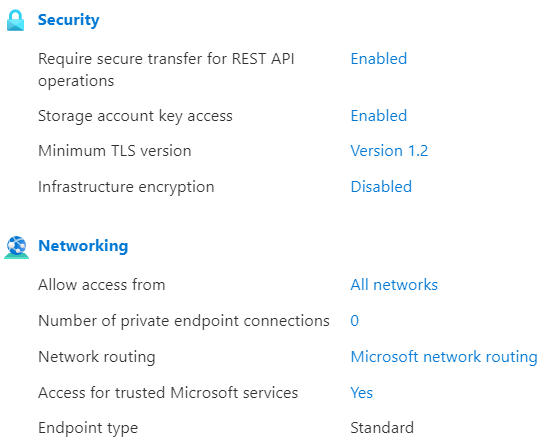 Security
Require secure transfer for REST API Enabled
operations
Storage account key access Enabled
Minimum TLS version Version 1.2
Infrastructure encryption Disabled
Networking
Allow access from All networks
Number of private endpoint connections 0
Network routing Microsoft network routing
Access for trusted Microsoft services Yes
Endpoint type Standard